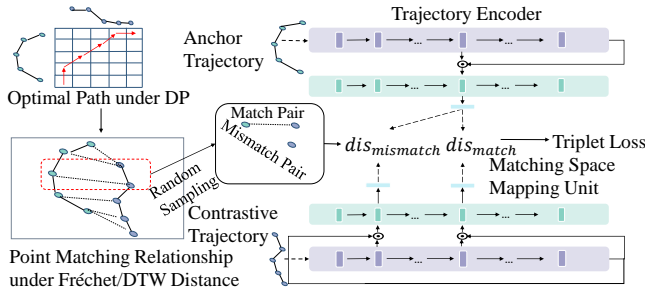 Trajectory Encoder
Anchor
Trajectory
...
...
Optimal Path under DP
Match Pair
Mismatch Pair
Random
Sampling
dis_mismatch dis_match
Triplet Loss
Matching Space
Mapping Unit
Contrastive
Trajectory
...
...
Point Matching Relationship
under Fréchet/DTW Distance